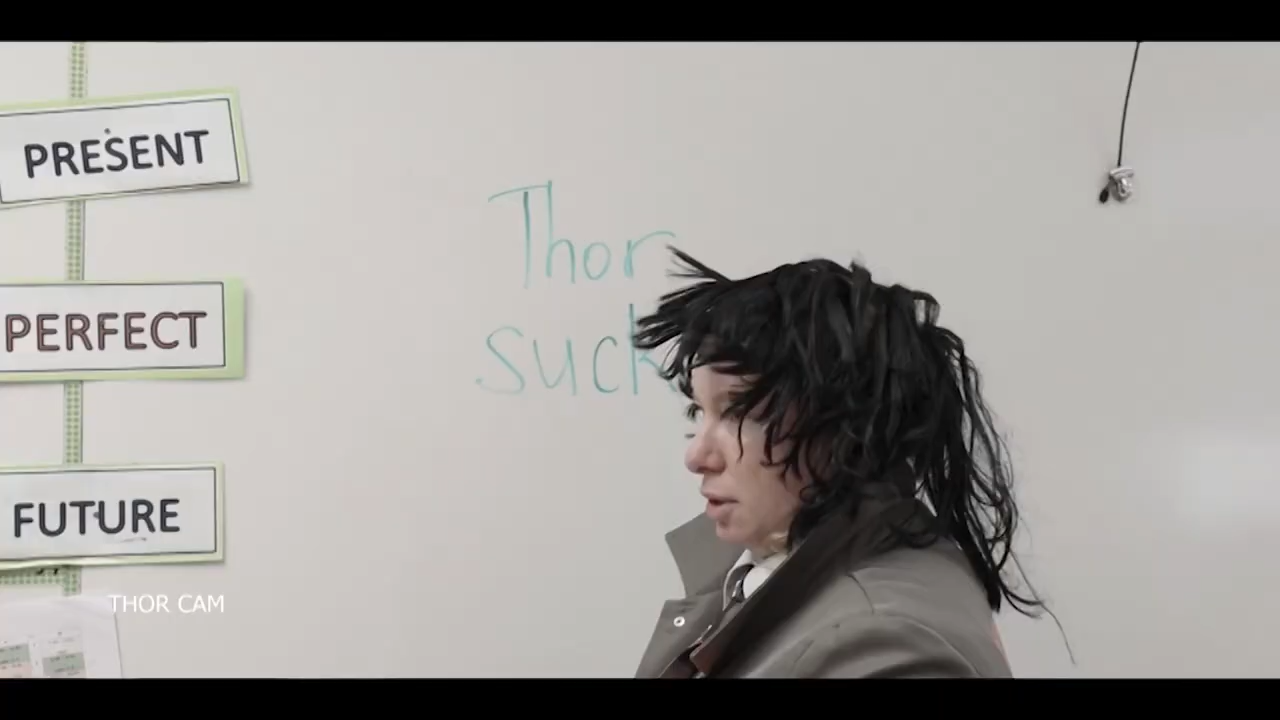 PRESENT
PERFECT
FUTURE
Thor
suck
THOR CAM